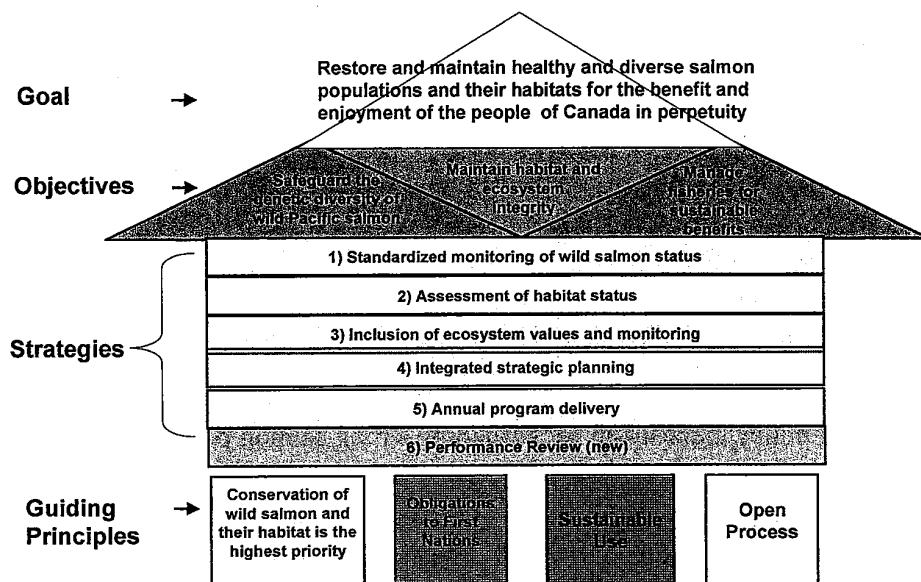 Goal
Restore and maintain healthy and diverse salmon
populations and their habitats for the benefit and
enjoyment of the people of Canada in perpetuity
Objectives
Safeguard the
genetic diversity of
wild Pacific salmon
Maintain habitat and
ecosystem
Integrity
Manage
fisheries for
sustainable
benefits
Strategies
1) Standardized monitoring of wild salmon status
2) Assessment of habitat status
3) Inclusion of ecosystem values and monitoring
4) Integrated strategic planning
5) Annual program delivery
6) Performance Review (new)
Guiding
Principles
Conservation of
wild salmon and
their habitat is the
highest priority
Obligations
to First
Nations
Sustainable
Use
Open
Process